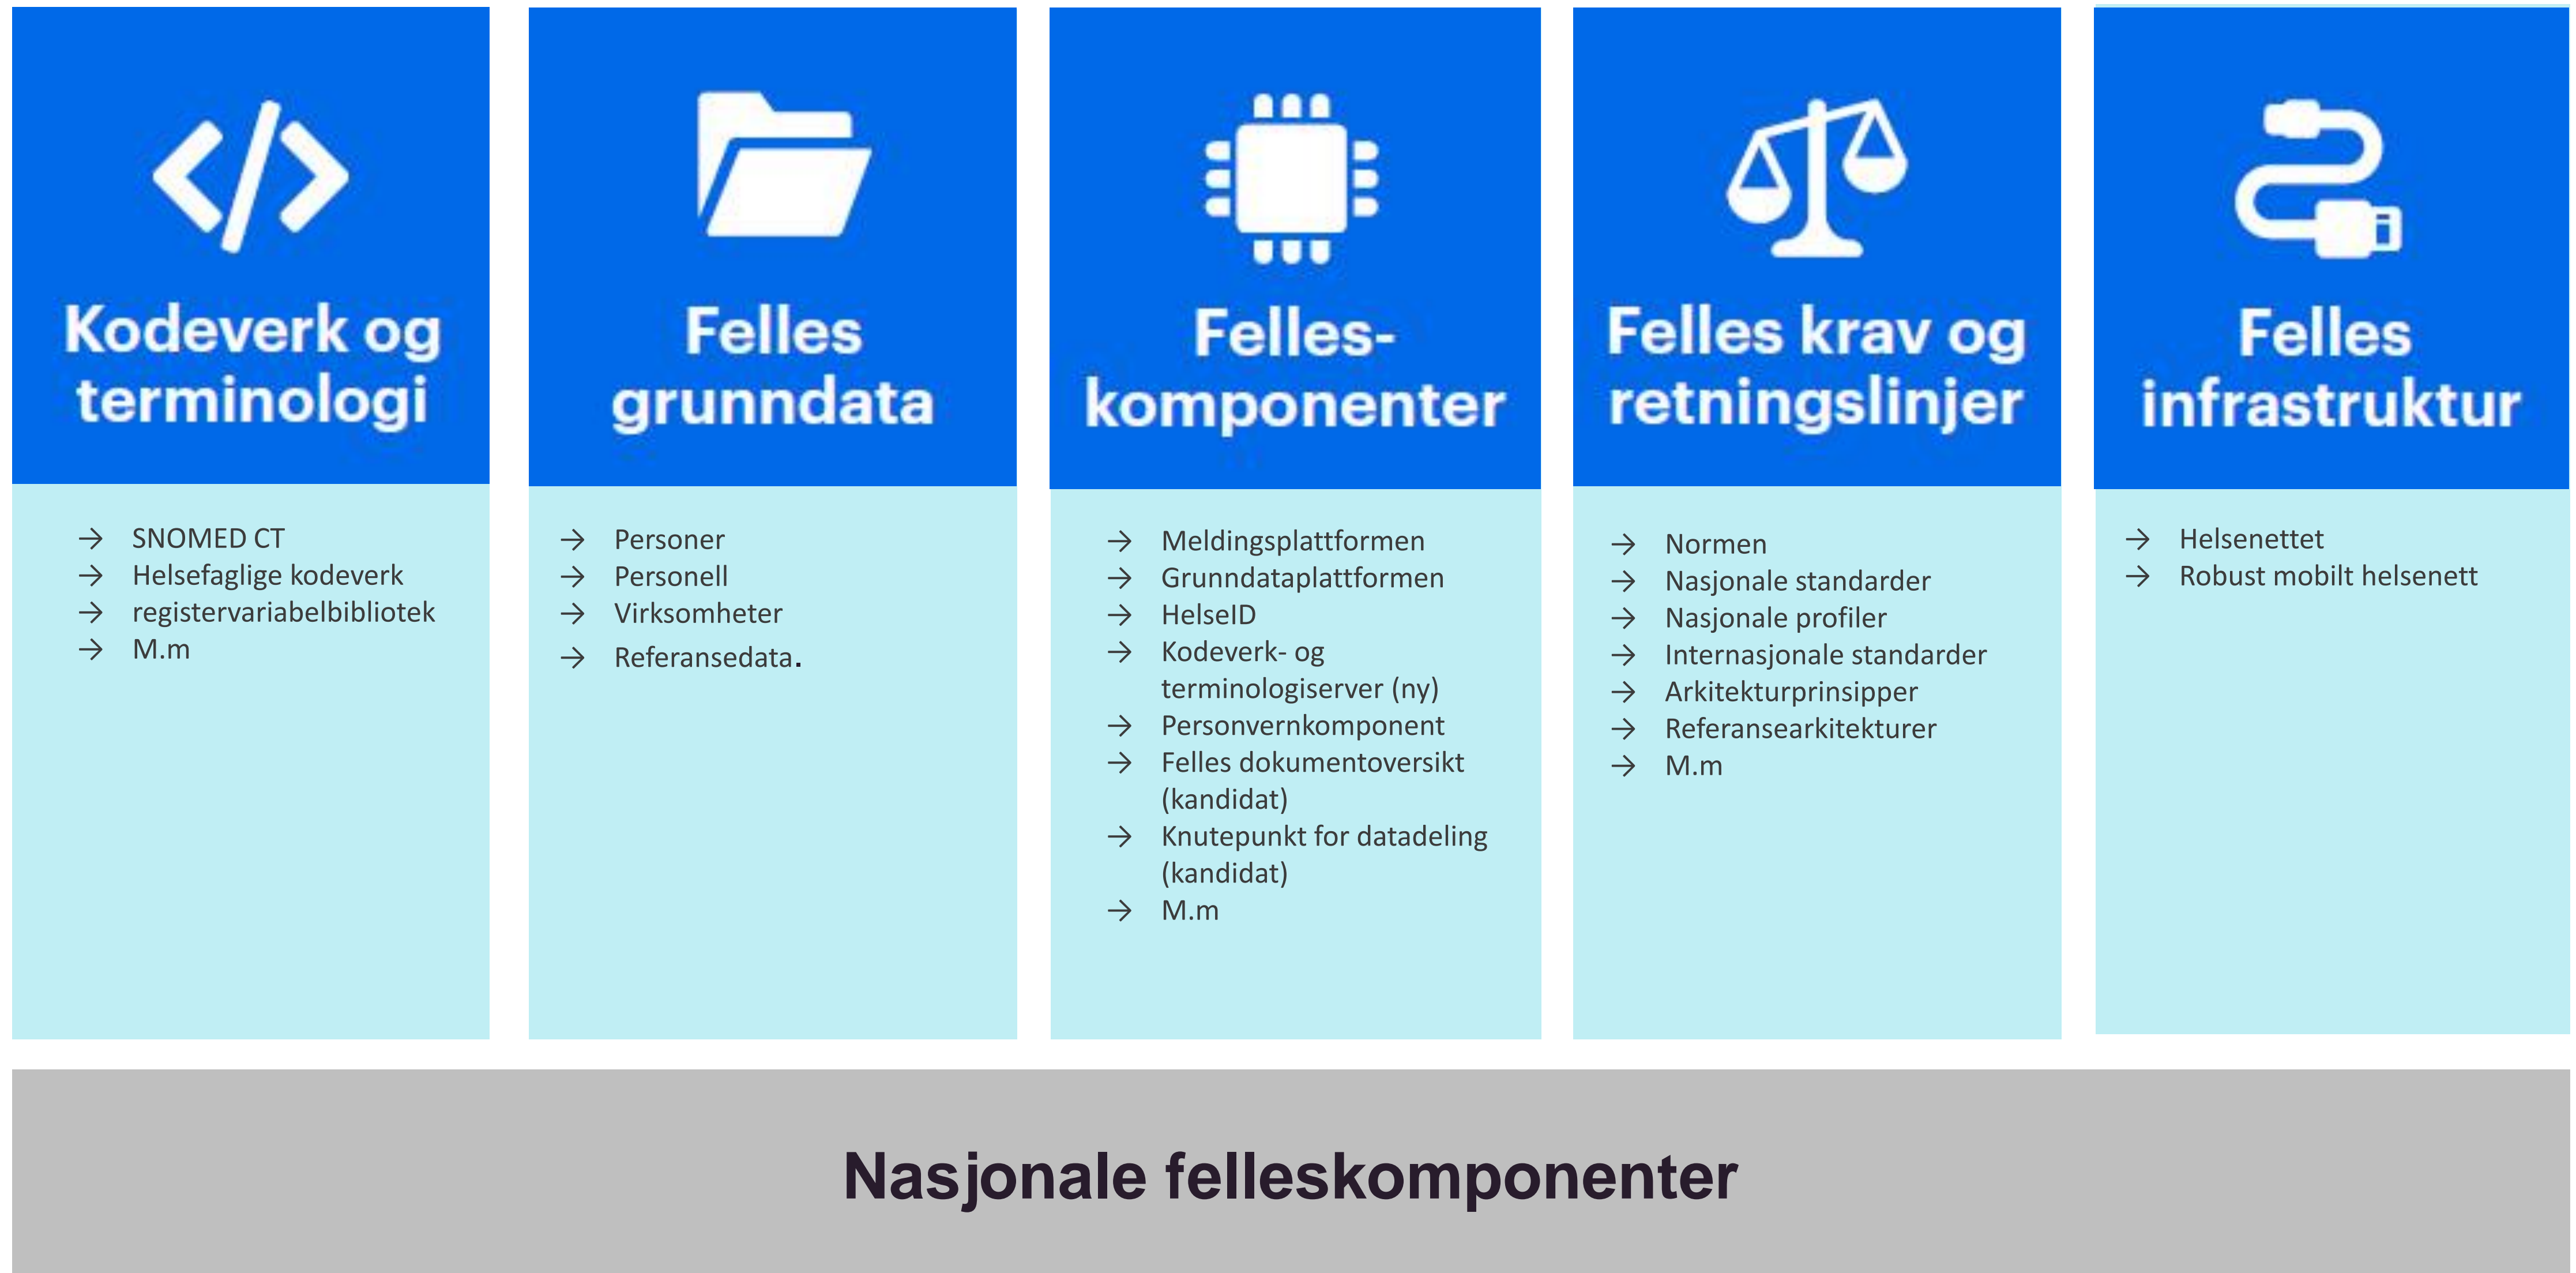 Kodeverk og
terminologi
→ SNOMED CT
→ Helsefaglige kodeverk
→ registervariabelbibliotek
→ M.m
Felles
grunndata
→ Personer
→ Personell
→ Virksomheter
→ Referansedata.
Felles-
komponenter
→ Meldingsplattformen
→ Grunndataplattformen
→ HelseID
→ Kodeverk- og
terminologiserver (ny)
→ Personvernkomponent
→ Felles dokumentoversikt
(kandidat)
→ Knutepunkt for datadeling
(kandidat)
→ M.m
Felles krav og
retningslinjer
→ Normen
→ Nasjonale standarder
→ Nasjonale profiler
→ Internasjonale standarder
→ Arkitekturprinsipper
→ Referansearkitekturer
→ M.m
Felles
infrastruktur
→ Helsenettet
→ Robust mobilt helsenett
Nasjonale felleskomponenter